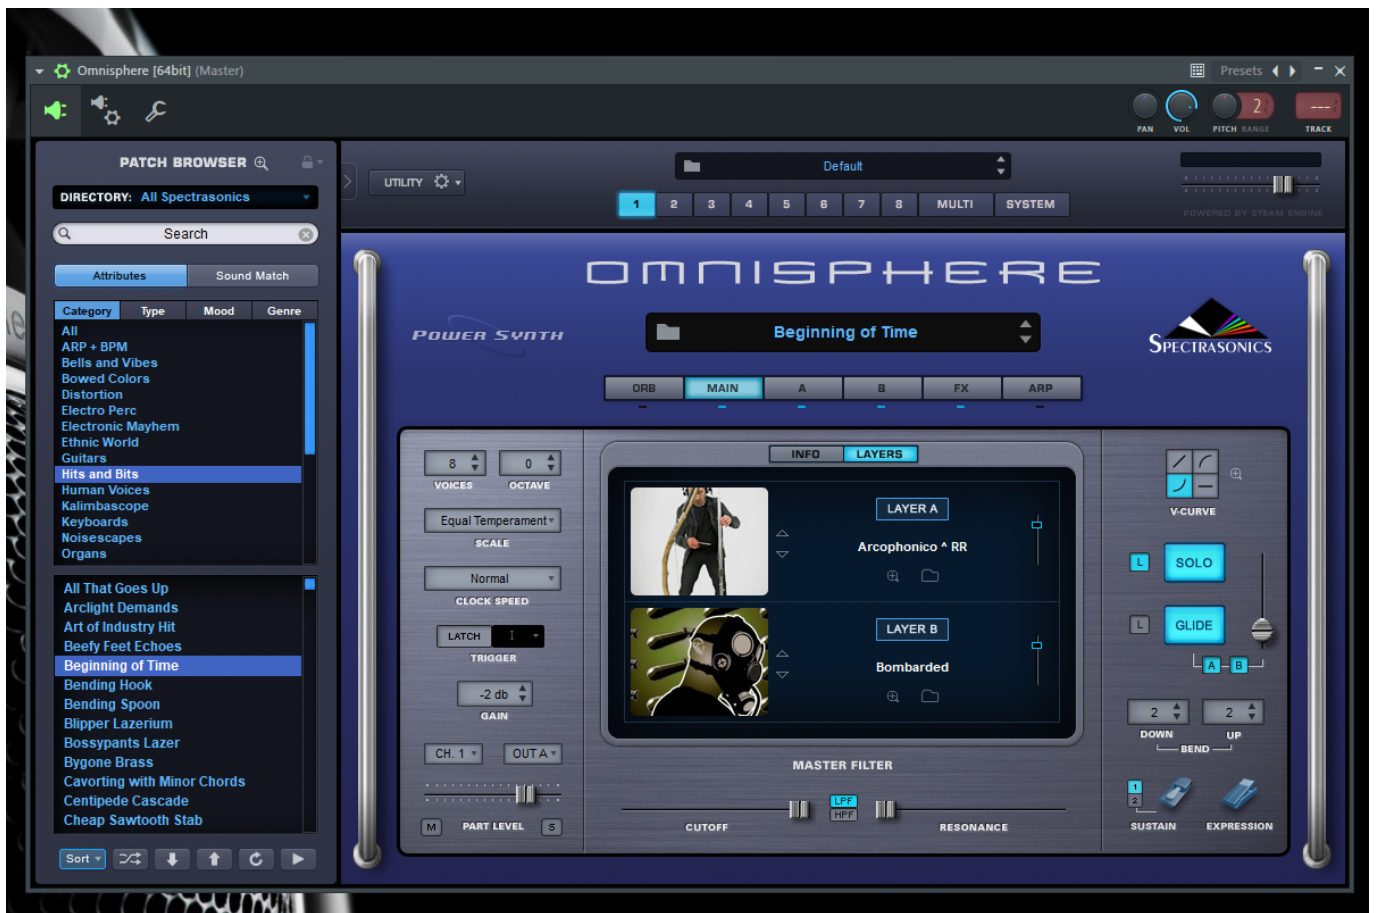 Omnisphere [64bit] (Master)
Presets
PAN VOL PITCH RANGE TRACK
2
---
PATCH BROWSER
DIRECTORY: All Spectrasonics
Search
Attributes Sound Match
Category Type Mood Genre
All
ARP + BPM
Bells and Vibes
Bowed Colors
Distortion
Electro Perc
Electronic Mayhem
Ethnic World
Guitars
Hits and Bits
Human Voices
Kalimbascope
Keyboards
Noisescapes
Organs
All That Goes Up
Arclight Demands
Art of Industry Hit
Beefy Feet Echoes
Beginning of Time
Bending Hook
Bending Spoon
Blipper Lazerium
Bossypants Lazer
Bygone Brass
Cavorting with Minor Chords
Centipede Cascade
Cheap Sawtooth Stab
Sort
UTILITY
Default
1 2 3 4 5 6 7 8 MULTI SYSTEM
POWERED BY STEAM ENGINE
OMNISPHERE
POWER SYNTH
Beginning of Time
SPECTRASONICS
ORB MAIN A B FX ARP
8 0
VOICES OCTAVE
Equal Temperament
SCALE
Normal
CLOCK SPEED
LATCH
TRIGGER
-2 db
GAIN
CH. 1 OUT A
M PART LEVEL S
INFO LAYERS
LAYER A
Arcophonico ^ RR
LAYER B
Bombarded
MASTER FILTER
LPF
HPF
CUTOFF RESONANCE
V-CURVE
L SOLO
L GLIDE
A B
2 2
DOWN UP
BEND
1
2
SUSTAIN EXPRESSION